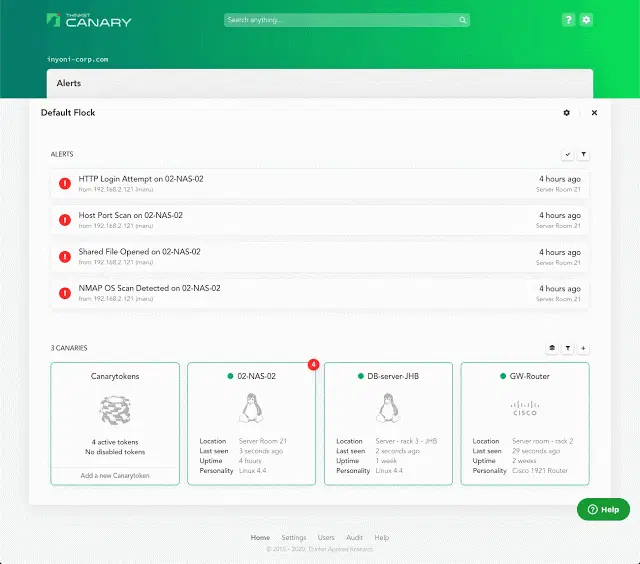 THINKST
CANARY
Search anything...
?
inyoni-corp.com
Alerts
Default Flock
ALERTS
HTTP Login Attempt on 02-NAS-02
4 hours ago
from 192.168.2.121 (maru)
Server Room 21
Host Port Scan on 02-NAS-02
4 hours ago
from 192.168.2.121 (maru)
Server Room 21
Shared File Opened on 02-NAS-02
4 hours ago
from 192.168.2.121 (maru)
Server Room 21
NMAP OS Scan Detected on 02-NAS-02
4 hours ago
from 192.168.2.121 (maru)
Server Room 21
3 CANARIES
Canarytokens
4 active tokens
No disabled tokens
Add a new Canarytoken
4
02-NAS-02
Location Server Room 21
Last seen 3 seconds ago
Uptime 4 hours
Personality Linux 4.4
DB-server-JHB
Location Server - rack 3 - JHB
Last seen 2 seconds ago
Uptime 1 week
Personality Linux 4.4
GW-Router
CISCO
Location Server room - rack 2
Last seen 29 seconds ago
Uptime 2 weeks
Personality Cisco 1921 Router
? Help
Home Settings Users Audit Help
© 2015 - 2020, Thinkst Applied Research